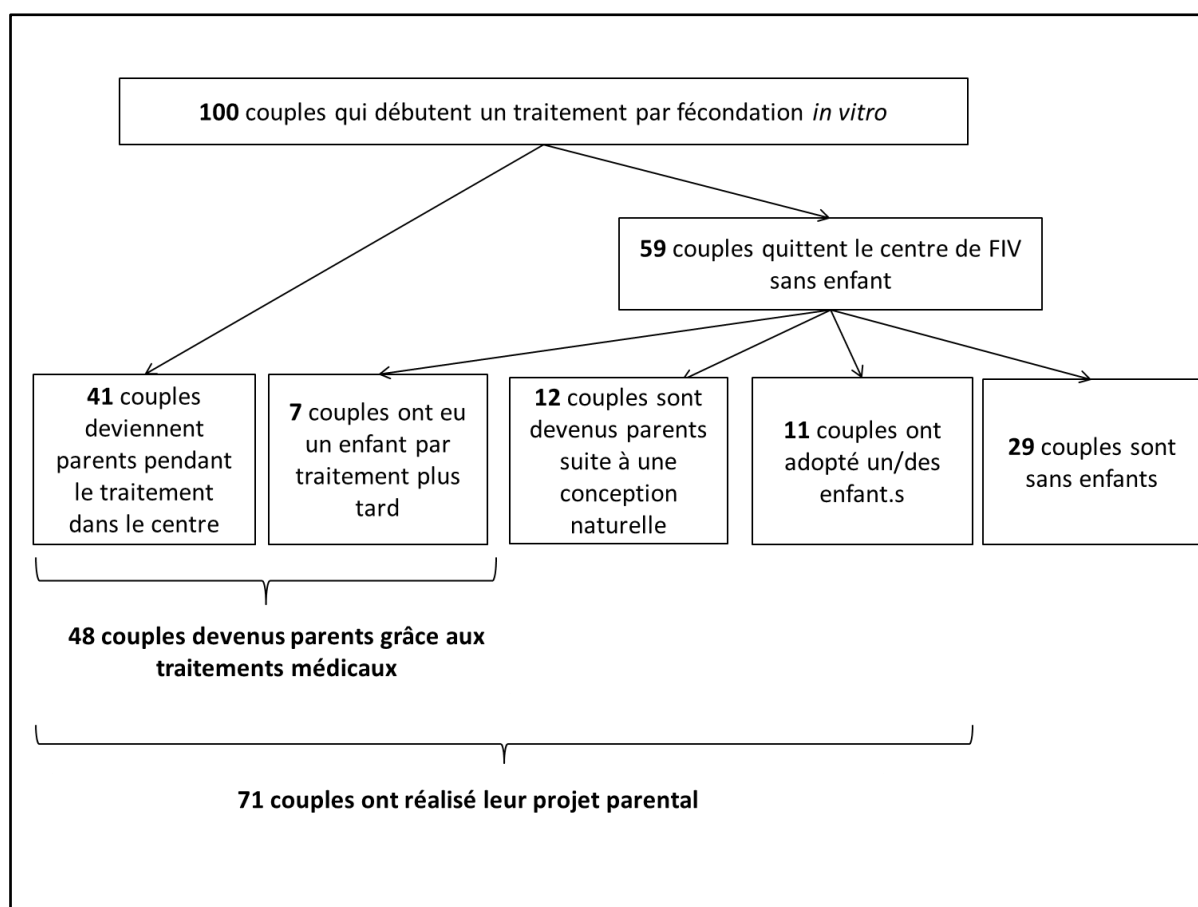 100 couples qui débutent un traitement par fécondation in vitro
59 couples quittent le centre de FIV
sans enfant
41 couples
deviennent
parents pendant
le traitement
dans le centre
7 couples ont eu
un enfant par
traitement plus
tard
12 couples sont
devenus parents
suite à une
conception
naturelle
11 couples ont
adopté un/des
enfant.s
29 couples sont
sans enfants
48 couples devenus parents grâce aux
traitements médicaux
71 couples ont réalisé leur projet parental